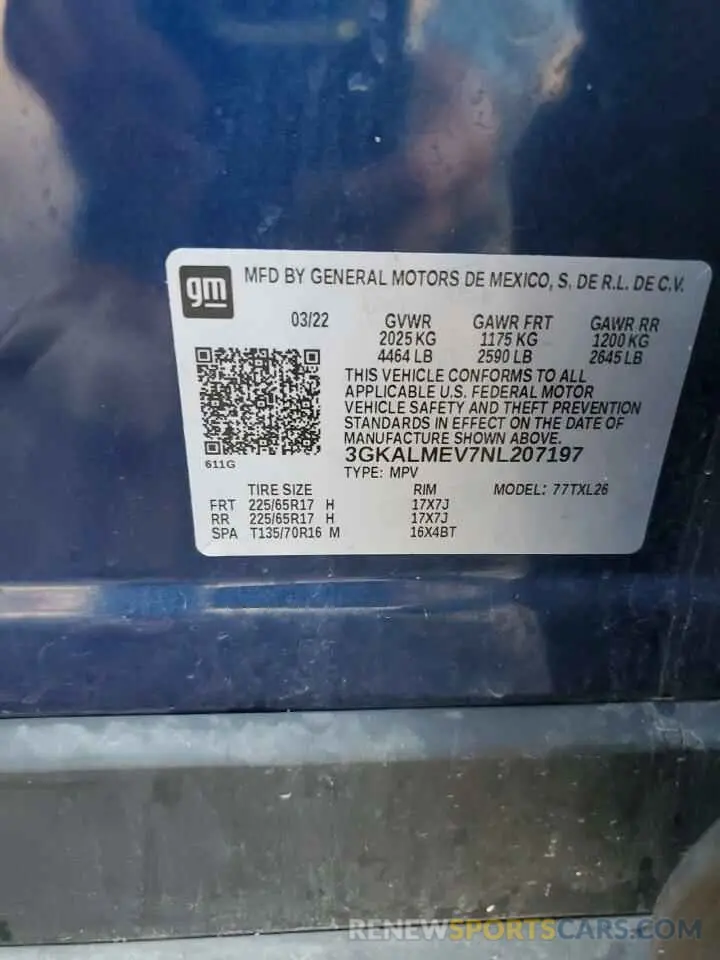 gm
MFD BY GENERAL MOTORS DE MEXICO, S. DE R.L. DE C.V.
03/22 GVWR GAWR FRT GAWR RR
2025 KG 1175 KG 1200 KG
4464 LB 2590 LB 2645 LB
THIS VEHICLE CONFORMS TO ALL
APPLICABLE U.S. FEDERAL MOTOR
VEHICLE SAFETY AND THEFT PREVENTION
STANDARDS IN EFFECT ON THE DATE OF
MANUFACTURE SHOWN ABOVE.
3GKALMEV7NL207197
611G
TYPE: MPV
TIRE SIZE RIM MODEL: 77TXL26
FRT 225/65R17 H 17X7J
RR 225/65R17 H 17X7J
SPA T135/70R16 M 16X4BT
RENEWSPORTSCARS.COM